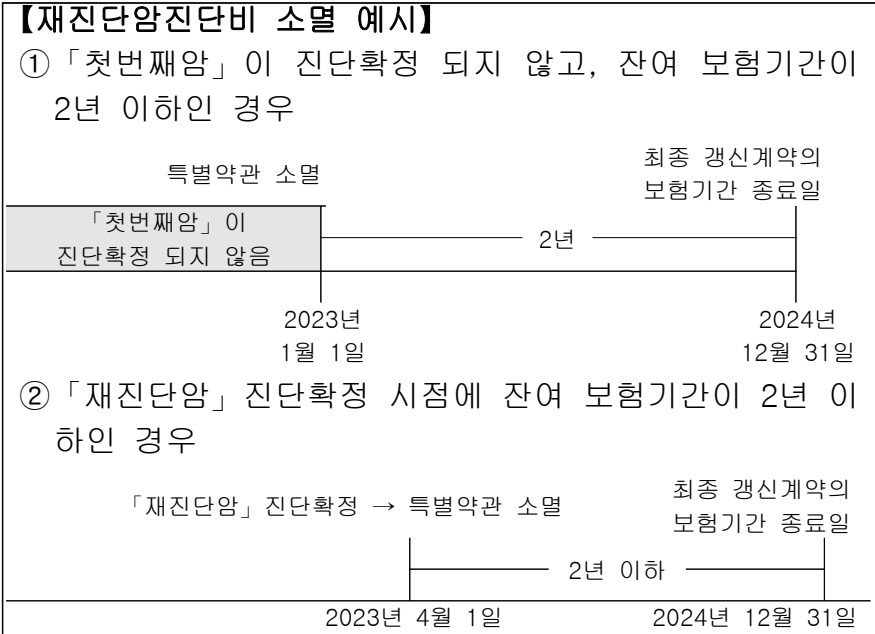 【재진단암진단비 소멸 예시】
①「첫번째암」이 진단확정 되지 않고, 잔여 보험기간이
2년 이하인 경우
특별약관 소멸
최종 갱신계약의
보험기간 종료일
「첫번째암」이
진단확정 되지 않음
2년
2023년
1월 1일
2024년
12월 31일
②「재진단암」진단확정 시점에 잔여 보험기간이 2년 이
하인 경우
「재진단암」진단확정 → 특별약관 소멸
최종 갱신계약의
보험기간 종료일
2년 이하
2023년 4월 1일
2024년 12월 31일